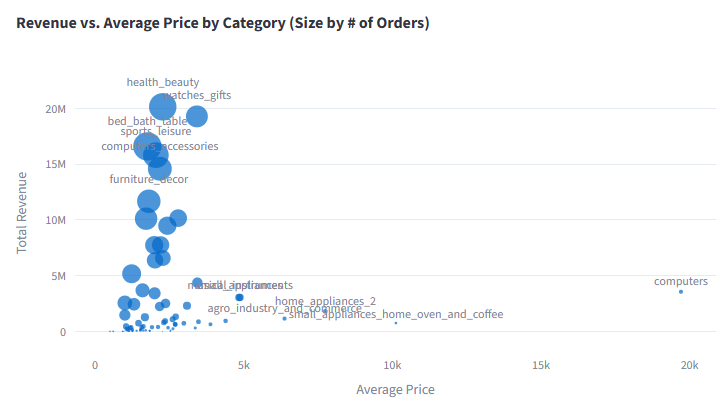 Revenue vs. Average Price by Category (Size by # of Orders)
health_beauty
watches_gifts
20M
bed_bath_table
sports_leisure
computers_accessories
15M
furniture_decor
Total Revenue
10M
5M
small_appliances
computers
home_appliances_2
agro_industry_and_commerce
small_appliances_home_oven_and_coffee
0
0
5k
10k
15k
20k
Average Price